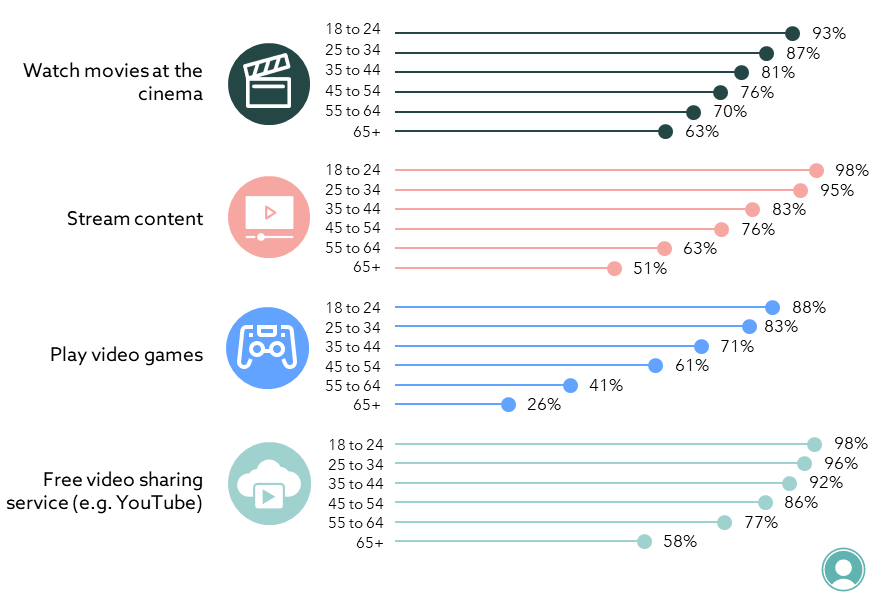 Watch movies at the
cinema
18 to 24 93%
25 to 34 87%
35 to 44 81%
45 to 54 76%
55 to 64 70%
65+ 63%
Stream content
18 to 24 98%
25 to 34 95%
35 to 44 83%
45 to 54 76%
55 to 64 63%
65+ 51%
Play video games
18 to 24 88%
25 to 34 83%
35 to 44 71%
45 to 54 61%
55 to 64 41%
65+ 26%
Free video sharing
service (e.g. YouTube)
18 to 24 98%
25 to 34 96%
35 to 44 92%
45 to 54 86%
55 to 64 77%
65+ 58%